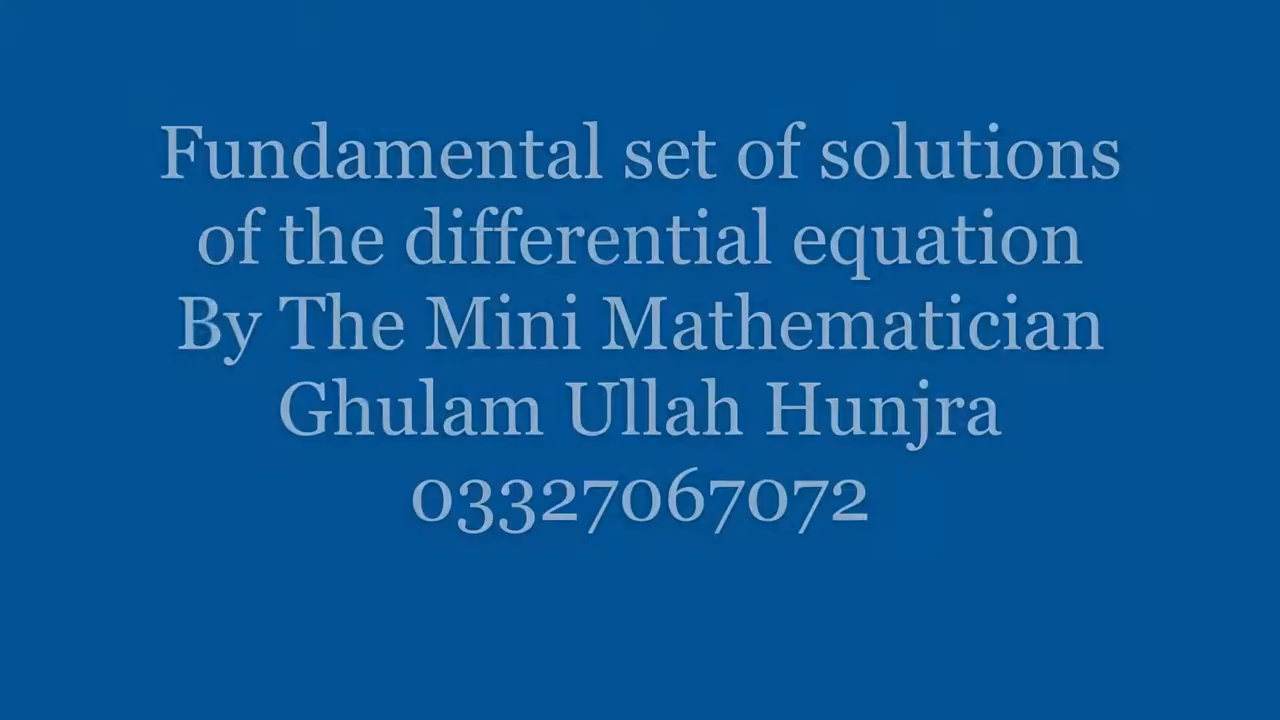 Fundamental set of solutions
of the differential equation
By The Mini Mathematician
Ghulam Ullah Hunjra
03327067072